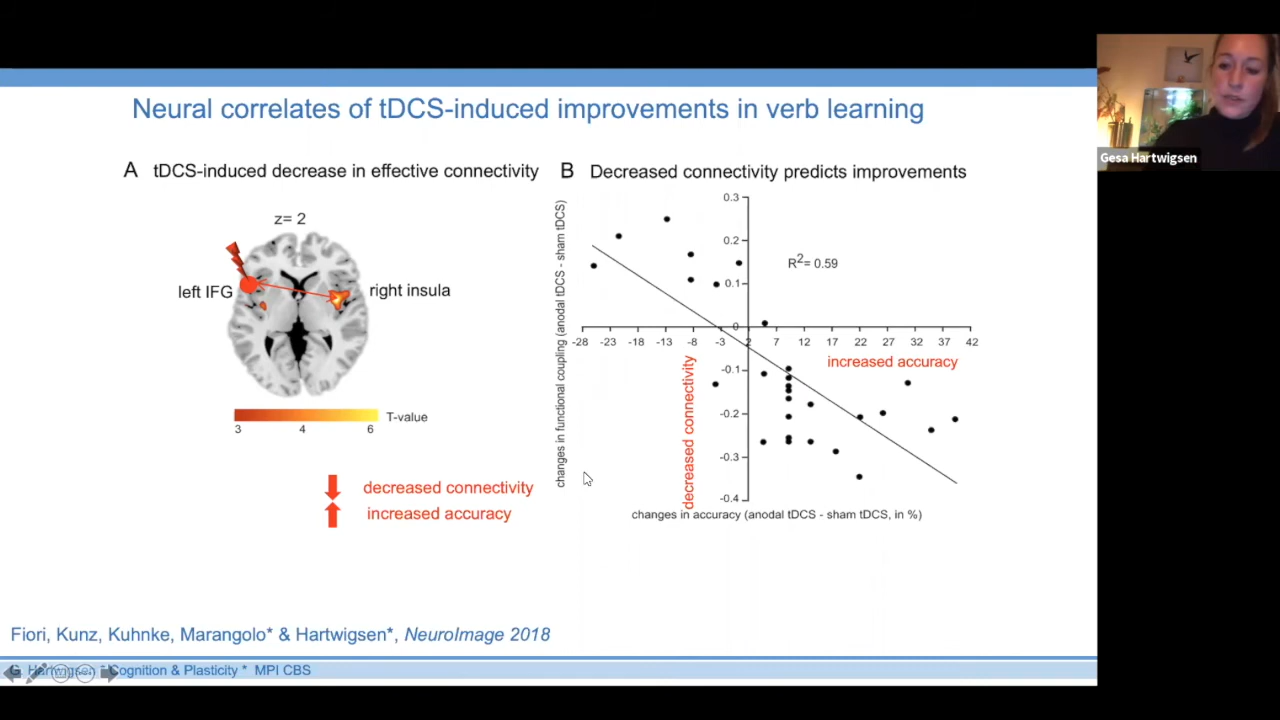 Neural correlates of tDCS-induced improvements in verb learning
Gesa Hartwigsen
A tDCS-induced decrease in effective connectivity
B Decreased connectivity predicts improvements
z= 2
left IFG
right insula
3 4 6
T-value
decreased connectivity
increased accuracy
changes in functional coupling (anodal tDCS - sham tDCS)
0.3
0.2
0.1
0
-0.1
-0.2
-0.3
-0.4
R2= 0.59
-28 -23 -18 -13 -8 -3 2 7 12 17 22 27 32 37 42
increased accuracy
decreased connectivity
changes in accuracy (anodal tDCS - sham tDCS, in %)
Fiori, Kunz, Kuhnke, Marangolo* & Hartwigsen*, NeuroImage 2018
G. Hartwigsen * Cognition & Plasticity * MPI CBS